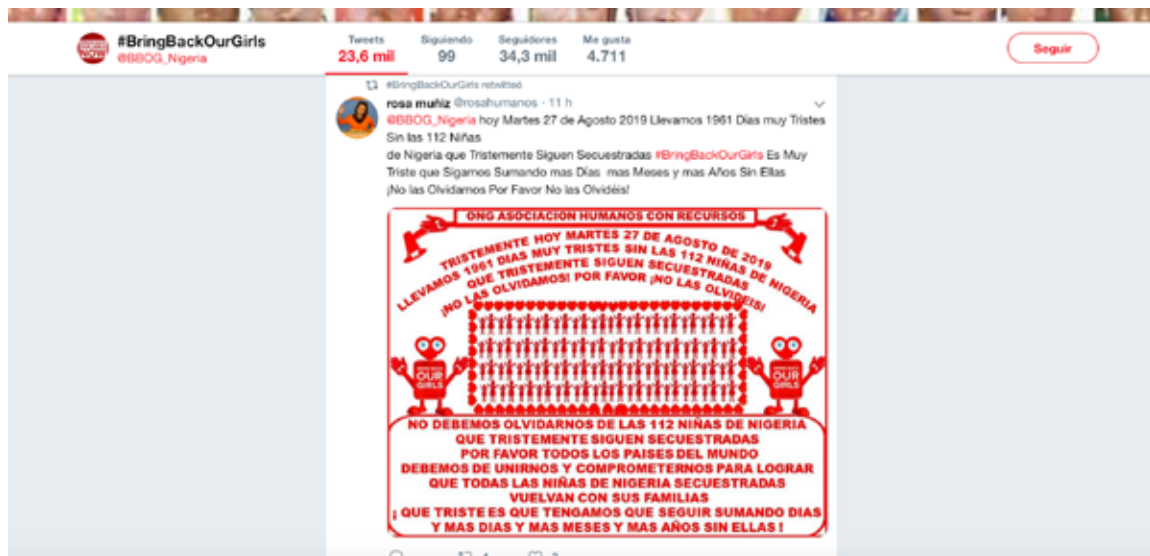 #BringBackOurGirls
@BBOG_Nigeria
Tweets
23,6 mil
Siguiendo
99
Seguidores
34,3 mil
Me gusta
4.711
Seguir
#BringBackOurGirls retwitteó
rosa muñiz @rosahumanos · 11 h
@BBOG_Nigeria hoy Martes 27 de Agosto 2019 Llevamos 1961 Días muy Tristes
Sin las 112 Niñas
de Nigeria que Tristemente Siguen Secuestradas #BringBackOurGirls Es Muy
Triste que Sigamos Sumando mas Días mas Meses y mas Años Sin Ellas
¡No las Olvidamos Por Favor No las Olvidéis!
ONG ASOCIACION HUMANOS CON RECURSOS
TRISTEMENTE HOY MARTES 27 DE AGOSTO DE 2019
LLEVAMOS 1961 DIAS MUY TRISTES SIN LAS 112 NIÑAS DE NIGERIA
QUE TRISTEMENTE SIGUEN SECUESTRADAS
¡NO LAS OLVIDAMOS! POR FAVOR ¡NO LAS OLVIDEIS!
OUR
GIRLS
OUR
GIRLS
NO DEBEMOS OLVIDARNOS DE LAS 112 NIÑAS DE NIGERIA
QUE TRISTEMENTE SIGUEN SECUESTRADAS
POR FAVOR TODOS LOS PAISES DEL MUNDO
DEBEMOS DE UNIRNOS Y COMPROMETERNOS PARA LOGRAR
QUE TODAS LAS NIÑAS DE NIGERIA SECUESTRADAS
VUELVAN CON SUS FAMILIAS
¡ QUE TRISTE ES QUE TENGAMOS QUE SEGUIR SUMANDO DIAS
Y MAS DIAS Y MAS MESES Y MAS AÑOS SIN ELLAS !